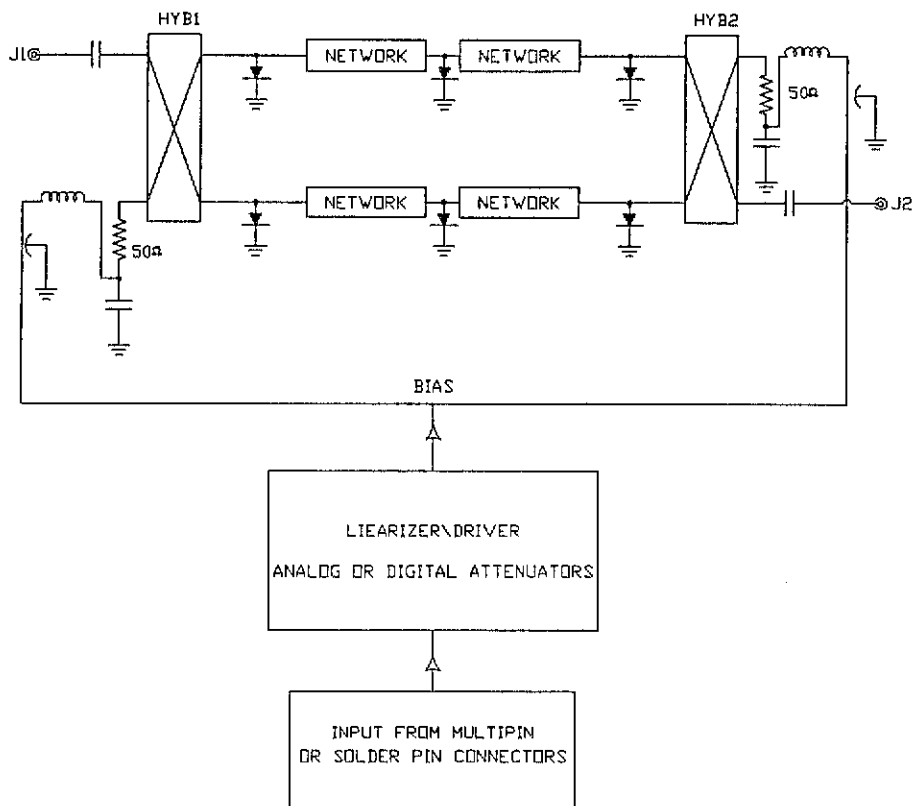 HYB1
HYB2
J1
NETWORK
NETWORK
50Ω
50Ω
NETWORK
NETWORK
J2
BIAS
LIEARIZER\DRIVER
ANALOG OR DIGITAL ATTENUATORS
INPUT FROM MULTIPIN
OR SOLDER PIN CONNECTORS